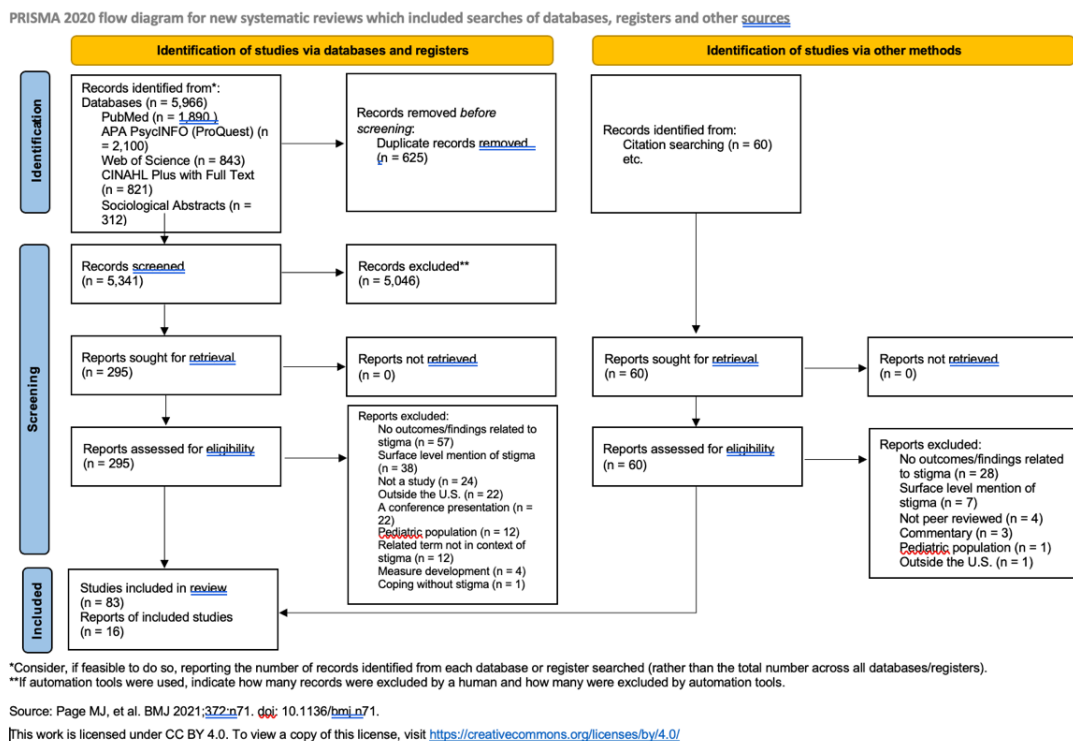 PRISMA 2020 flow diagram for new systematic reviews which included searches of databases, registers and other sources
Identification of studies via databases and registers
Identification of studies via other methods
Identification
Records identified from*:
Databases (n = 5,966)
PubMed (n = 1,890 )
APA PsycINFO (ProQuest) (n
= 2,100)
Web of Science (n = 843)
CINAHL Plus with Full Text
(n = 821)
Sociological Abstracts (n =
312)
Records removed before
screening:
Duplicate records removed
(n = 625)
Records identified from:
Citation searching (n = 60)
etc.
Screening
Records screened
(n = 5,341)
Records excluded**
(n = 5,046)
Reports sought for retrieval
(n = 295)
Reports not retrieved
(n = 0)
Reports sought for retrieval
(n = 60)
Reports not retrieved
(n = 0)
Reports assessed for eligibility
(n = 295)
Reports excluded:
No outcomes/findings related to
stigma (n = 57)
Surface level mention of stigma
(n = 38)
Not a study (n = 24)
Outside the U.S. (n = 22)
A conference presentation (n =
22)
Pediatric population (n = 12)
Related term not in context of
stigma (n = 12)
Measure development (n = 4)
Coping without stigma (n = 1)
Reports assessed for eligibility
(n = 60)
Reports excluded:
No outcomes/findings related
to stigma (n = 28)
Surface level mention of
stigma (n = 7)
Not peer reviewed (n = 4)
Commentary (n = 3)
Pediatric population (n = 1)
Outside the U.S. (n = 1)
Included
Studies included in review
(n = 83)
Reports of included studies
(n = 16)
*Consider, if feasible to do so, reporting the number of records identified from each database or register searched (rather than the total number across all databases/registers).
**If automation tools were used, indicate how many records were excluded by a human and how many were excluded by automation tools.
Source: Page MJ, et al. BMJ 2021;372:n71. doi: 10.1136/bmj.n71.
This work is licensed under CC BY 4.0. To view a copy of this license, visit https://creativecommons.org/licenses/by/4.0/